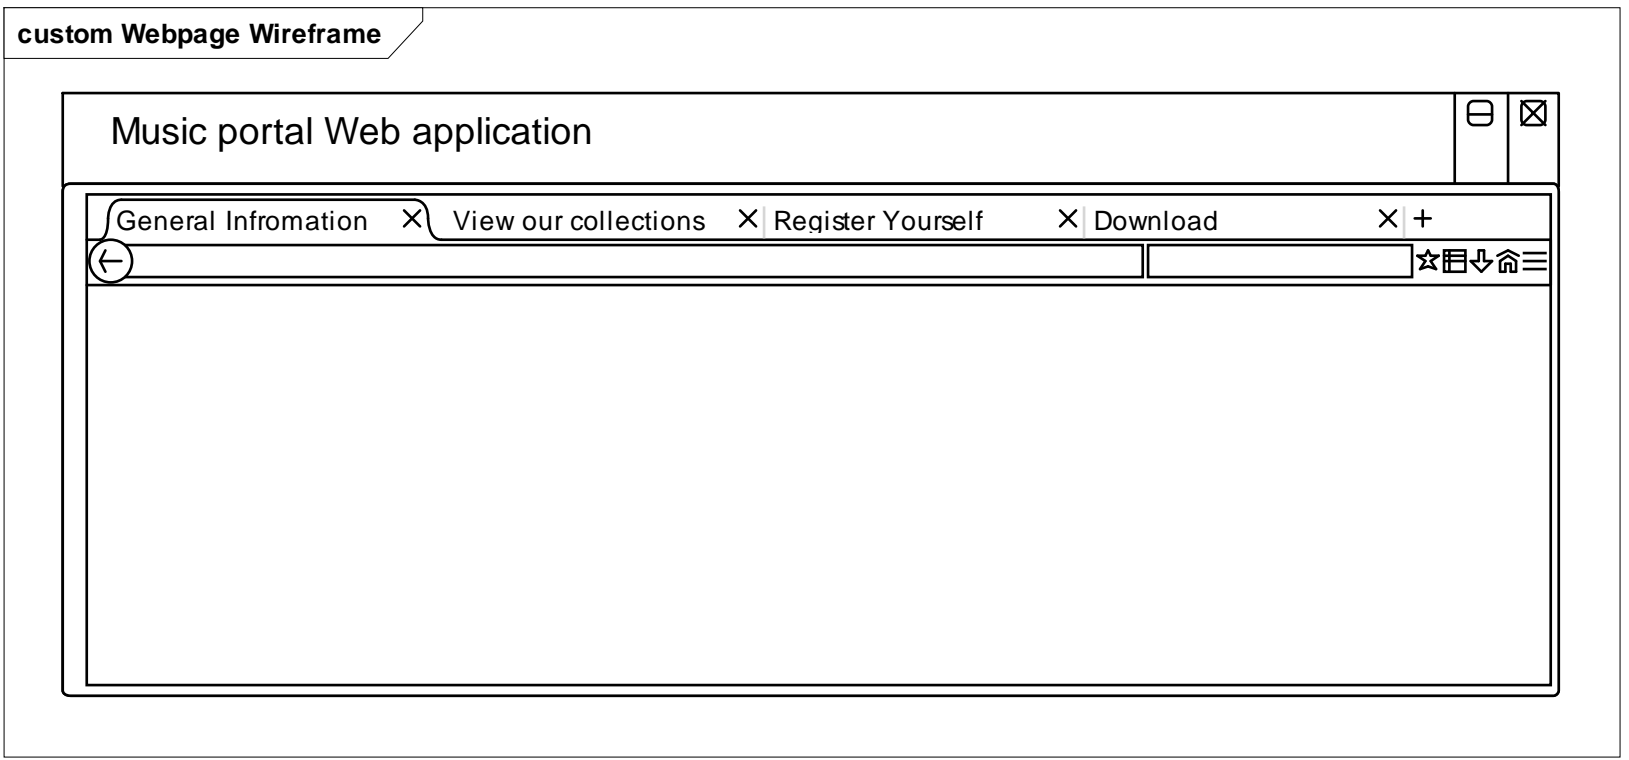 custom Webpage Wireframe
Music portal Web application
General Infromation View our collections Register Yourself Download